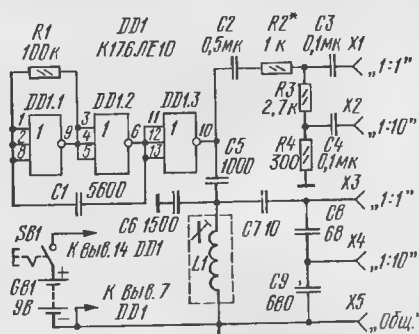 R1
100к
DD1
К176ЛЕ10
C2
0,5мк
R2*
1к
C3
0,1мк
X1
„1:1"
DD1.1
DD1.2
DD1.3
1
2
8
1
9
3
4
5
1
6
11
12
13
1
10
R3
2,7к
X2
„1:10"
R4
300
C4
0,1мк
C5
1000
C1
5600
X3
„1:1"
C6 1500
C7 10
SB1
К выв.14 DD1
L1
C8
68
X4
„1:10"
GB1
9В
+
−
К выв.7
DD1
C9
680
X5
„Общ."